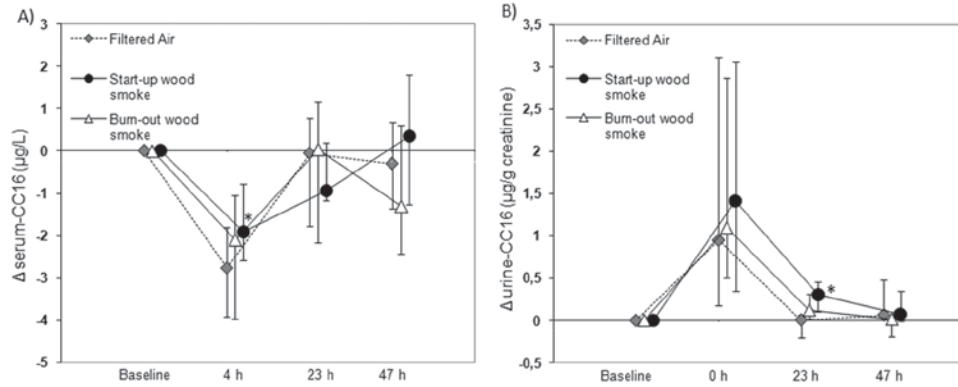 A)
Δ serum-CC16 (µg/L)
3
2
1
0
-1
-2
-3
-4
-5
Filtered Air
Start-up wood
smoke
Burn-out wood
smoke
*
Baseline
4 h
23 h
47 h
B)
Δurine-CC16 (µg/g creatinine)
3,5
3
2,5
2
1,5
1
0,5
0
-0,5
Filtered Air
Start-up wood
smoke
Burn-out wood
smoke
*
Baseline
0 h
23 h
47 h